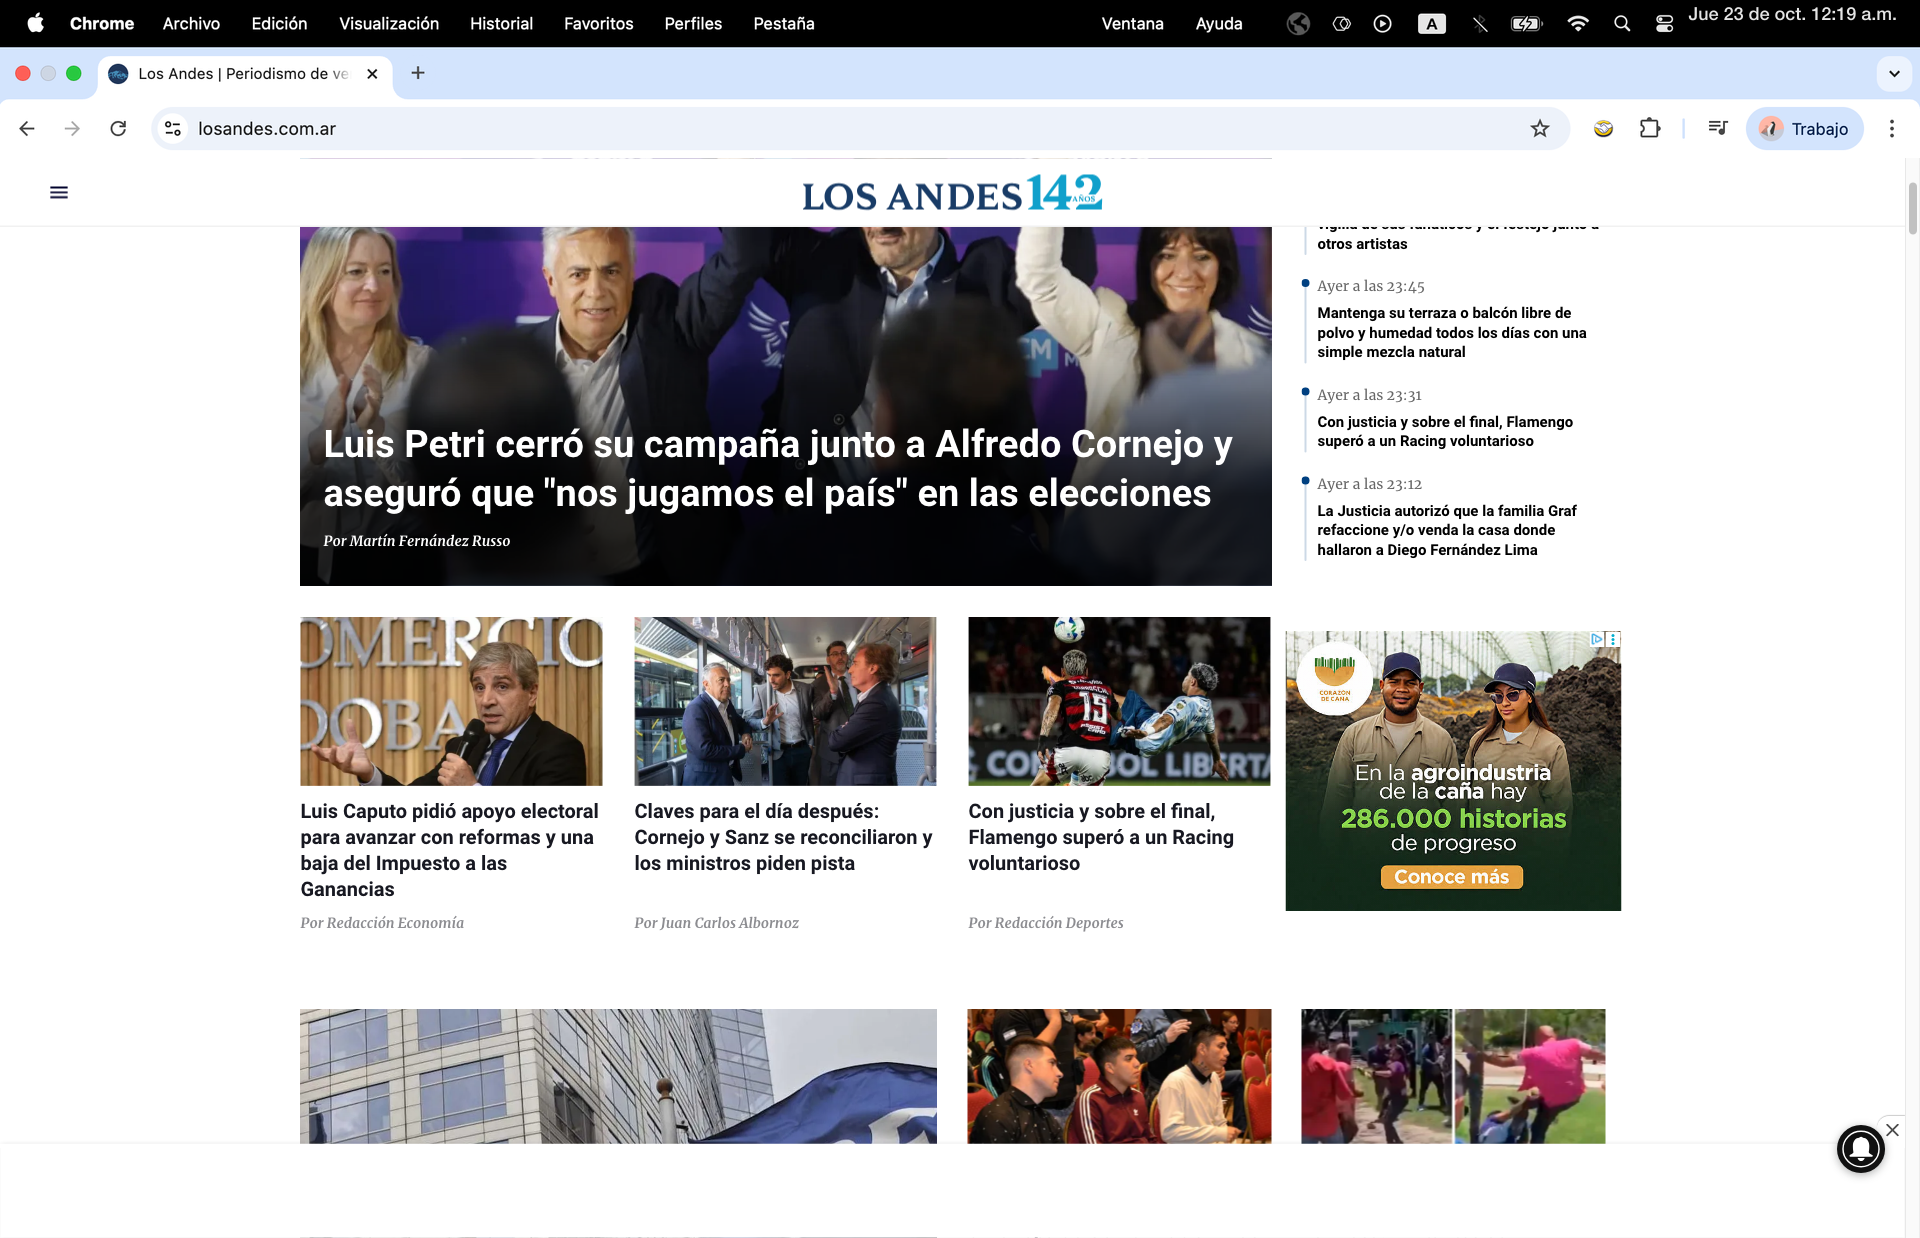 Chrome Archivo Edición Visualización Historial Favoritos Perfiles Pestaña Ventana Ayuda A Jue 23 de oct. 12:19 a.m.
Los Andes | Periodismo de ve
losandes.com.ar
Trabajo
LOS ANDES 142 AÑOS
otros artistas
Ayer a las 23:45
Mantenga su terraza o balcón libre de
polvo y humedad todos los días con una
simple mezcla natural
Ayer a las 23:31
Con justicia y sobre el final, Flamengo
superó a un Racing voluntarioso
Ayer a las 23:12
La Justicia autorizó que la familia Graf
refaccione y/o venda la casa donde
hallaron a Diego Fernández Lima
Luis Petri cerró su campaña junto a Alfredo Cornejo y
aseguró que "nos jugamos el país" en las elecciones
Por Martín Fernández Russo
OMERCIO
DOBA
Luis Caputo pidió apoyo electoral
para avanzar con reformas y una
baja del Impuesto a las
Ganancias
Por Redacción Economía
Claves para el día después:
Cornejo y Sanz se reconciliaron y
los ministros piden pista
Por Juan Carlos Albornoz
15
CON BOL LIBERTA
Con justicia y sobre el final,
Flamengo superó a un Racing
voluntarioso
Por Redacción Deportes
CORAZÓN
DE CAÑA
En la agroindustria
de la caña hay
286.000 historias
de progreso
Conoce más